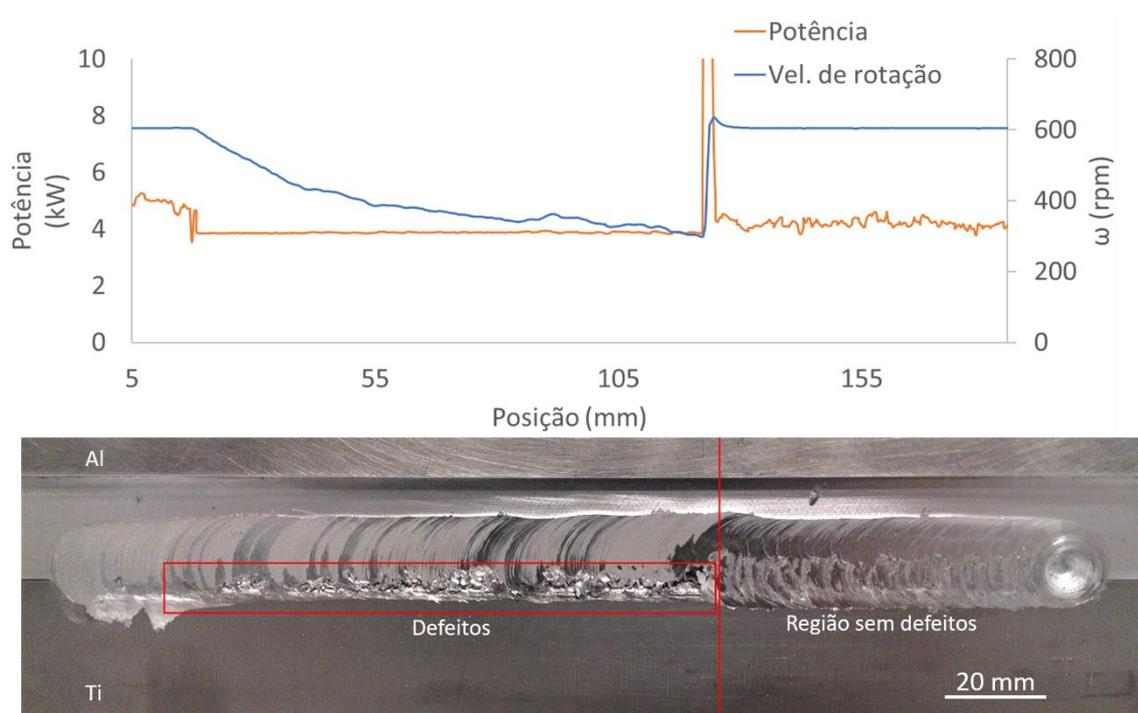 Potência
Vel. de rotação
10
8
6
4
2
0
Potência
(kW)
800
600
400
200
0
ω (rpm)
5
55
105
155
Posição (mm)
Al
Defeitos
Região sem defeitos
Ti
20 mm